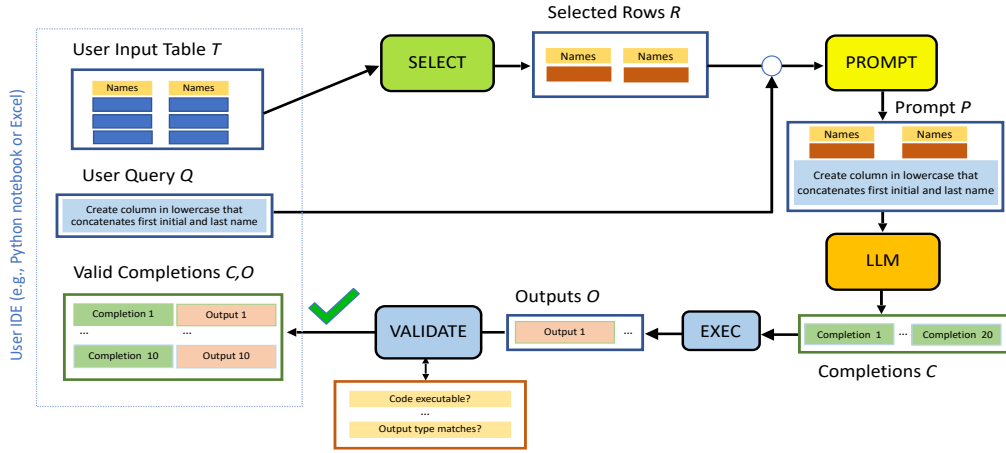 User IDE (e.g., Python notebook or Excel)
User Input Table T
Names Names
SELECT
Selected Rows R
Names Names
PROMPT
Prompt P
Names Names
Create column in lowercase that
concatenates first initial and last name
User Query Q
Create column in lowercase that
concatenates first initial and last name
LLM
Completion 1 ... Completion 20
Completions C
EXEC
Outputs O
Output 1 ...
VALIDATE
Code executable?
...
Output type matches?
Valid Completions C,O
Completion 1 Output 1
... ...
Completion 10 Output 10